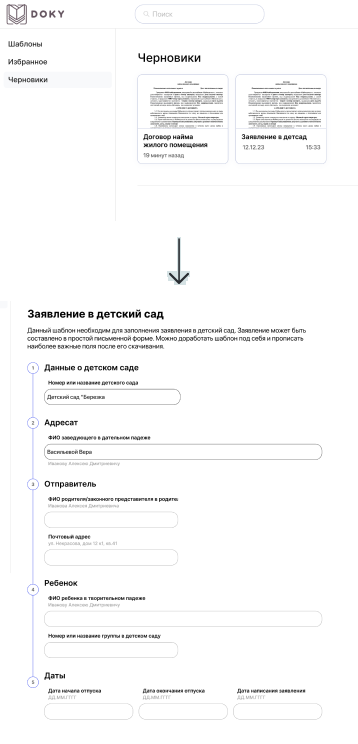 DOKY
Поиск
Шаблоны
Избранное
Черновики
Черновики
Договор найма
жилого помещения
19 минут назад
Заявление в детсад
12.12.23 15:33
Заявление в детский сад
Данный шаблон необходим для заполнения заявления в детский сад. Заявление может быть
составлено в простой письменной форме. Можно доработать шаблон под себя и прописать
наиболее важные поля после его скачивания.
1 Данные о детском саде
Номер или название детского сада
Детский сад "Березка
2 Адресат
ФИО заведующего в дательном падеже
Васильевой Вера
Иванову Алексею Дмитриевичу
3 Отправитель
ФИО родителя/законного представителя в родите
Иванова Алексея Дмитриевича
Почтовый адрес
ул. Некрасова, дом 12 к1. кв.41
4 Ребенок
ФИО ребенка в творительном падеже
Номер или название группы в детском саду
5 Даты
Дата начала отпуска Дата окончания отпуска Дата написания заявления
ДД.ММ.ГГГГ ДД.ММ.ГГГГ ДД.ММ.ГГГГ